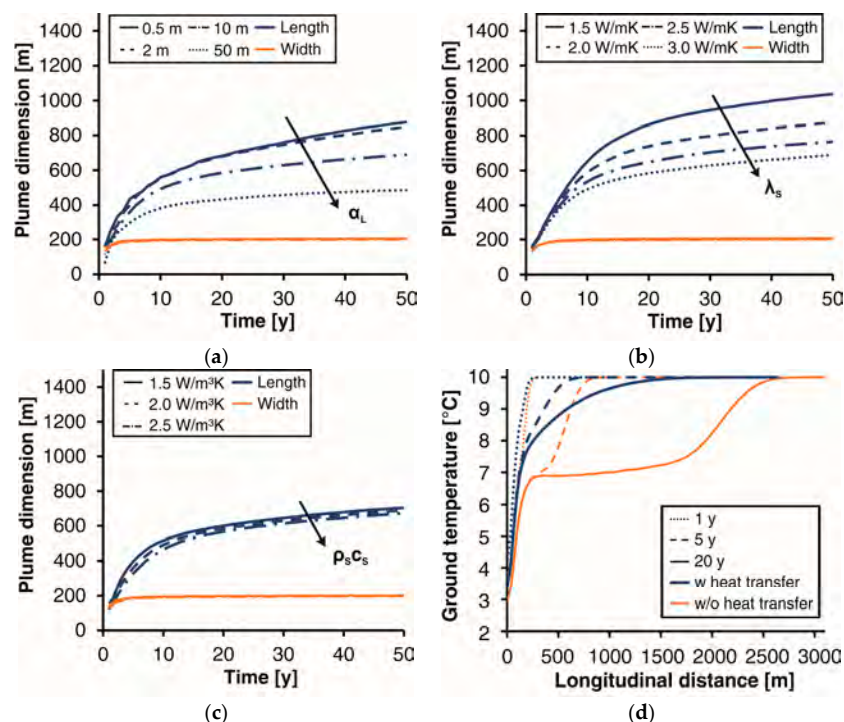 0.5 m 10 m Length
2 m 50 m Width
1400
1200
1000
800
600
400
200
0
Plume dimension [m]
αL
0 10 20 30 40 50
Time [y]
(a)
1.5 W/mK 2.5 W/mK Length
2.0 W/mK 3.0 W/mK Width
1400
1200
1000
800
600
400
200
0
Plume dimension [m]
λs
0 10 20 30 40 50
Time [y]
(b)
1.5 W/m³K Length
2.0 W/m³K Width
2.5 W/m³K
1400
1200
1000
800
600
400
200
0
Plume dimension [m]
ρscs
0 10 20 30 40 50
Time [y]
(c)
10
9
8
7
6
5
4
3
2
Ground temperature [°C]
1 y
5 y
20 y
w heat transfer
w/o heat transfer
0 500 1000 1500 2000 2500 3000
Longitudinal distance [m]
(d)